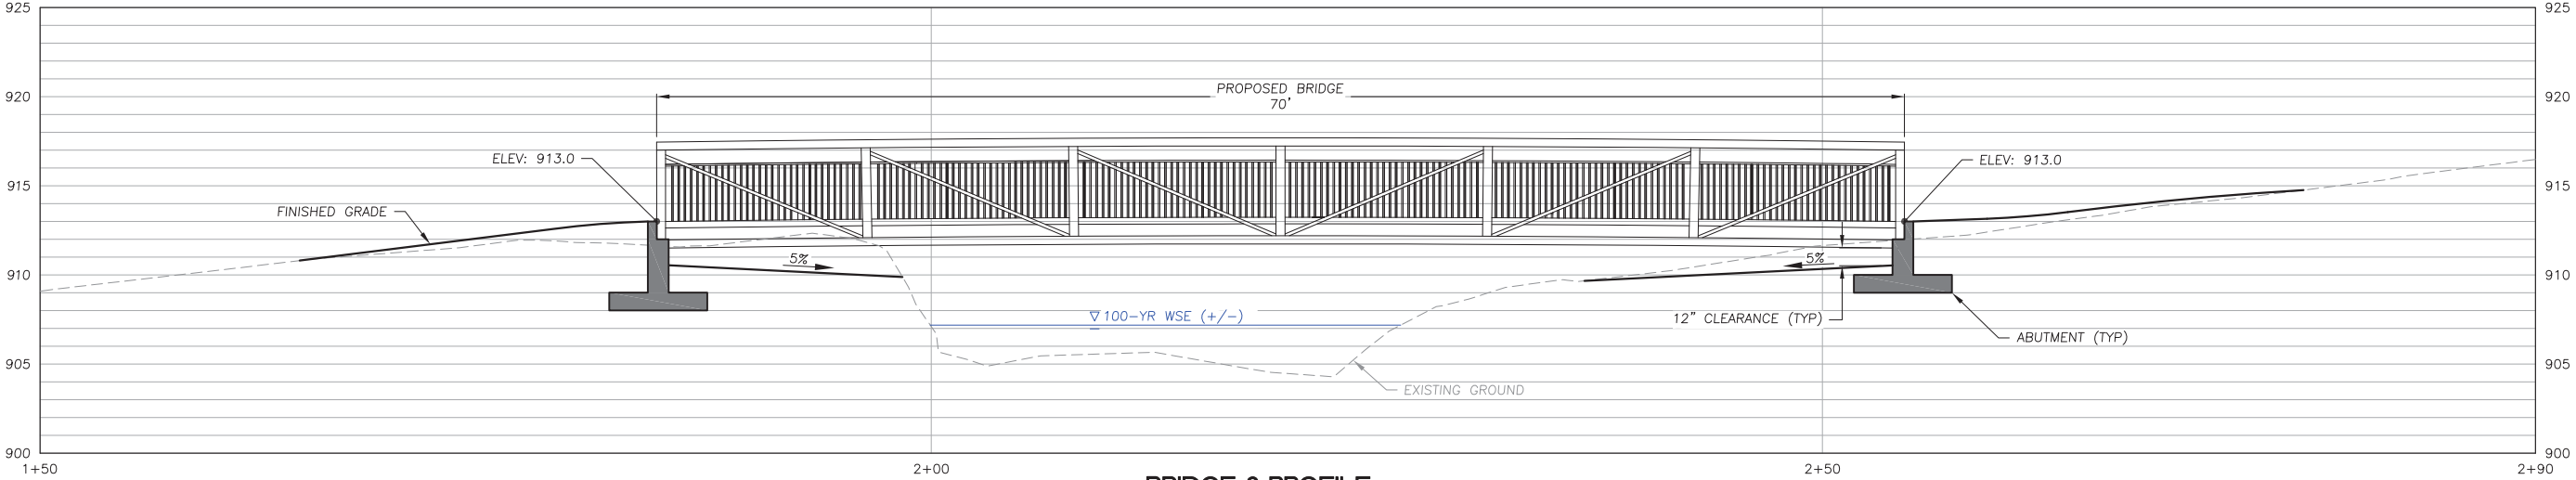 925
925
920
PROPOSED BRIDGE
70'
920
ELEV: 913.0
ELEV: 913.0
915
915
FINISHED GRADE
910
5%
5%
910
▽ 100-YR WSE (+/-)
12" CLEARANCE (TYP)
ABUTMENT (TYP)
905
905
EXISTING GROUND
900
900
1+50
2+00
2+50
2+90